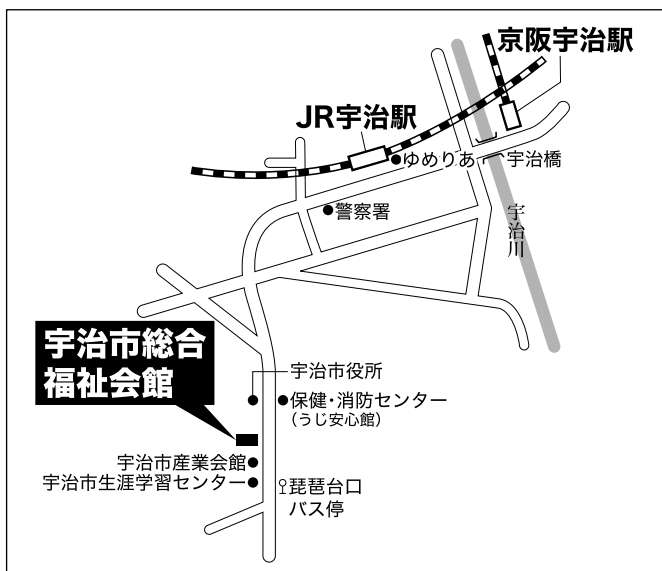 京阪宇治駅
JR宇治駅
ゆめりあ
宇治橋
警察署
宇治川
宇治市総合
福祉会館
宇治市役所
保健・消防センター
(うじ安心館)
宇治市産業会館
宇治市生涯学習センター
琵琶台口
バス停